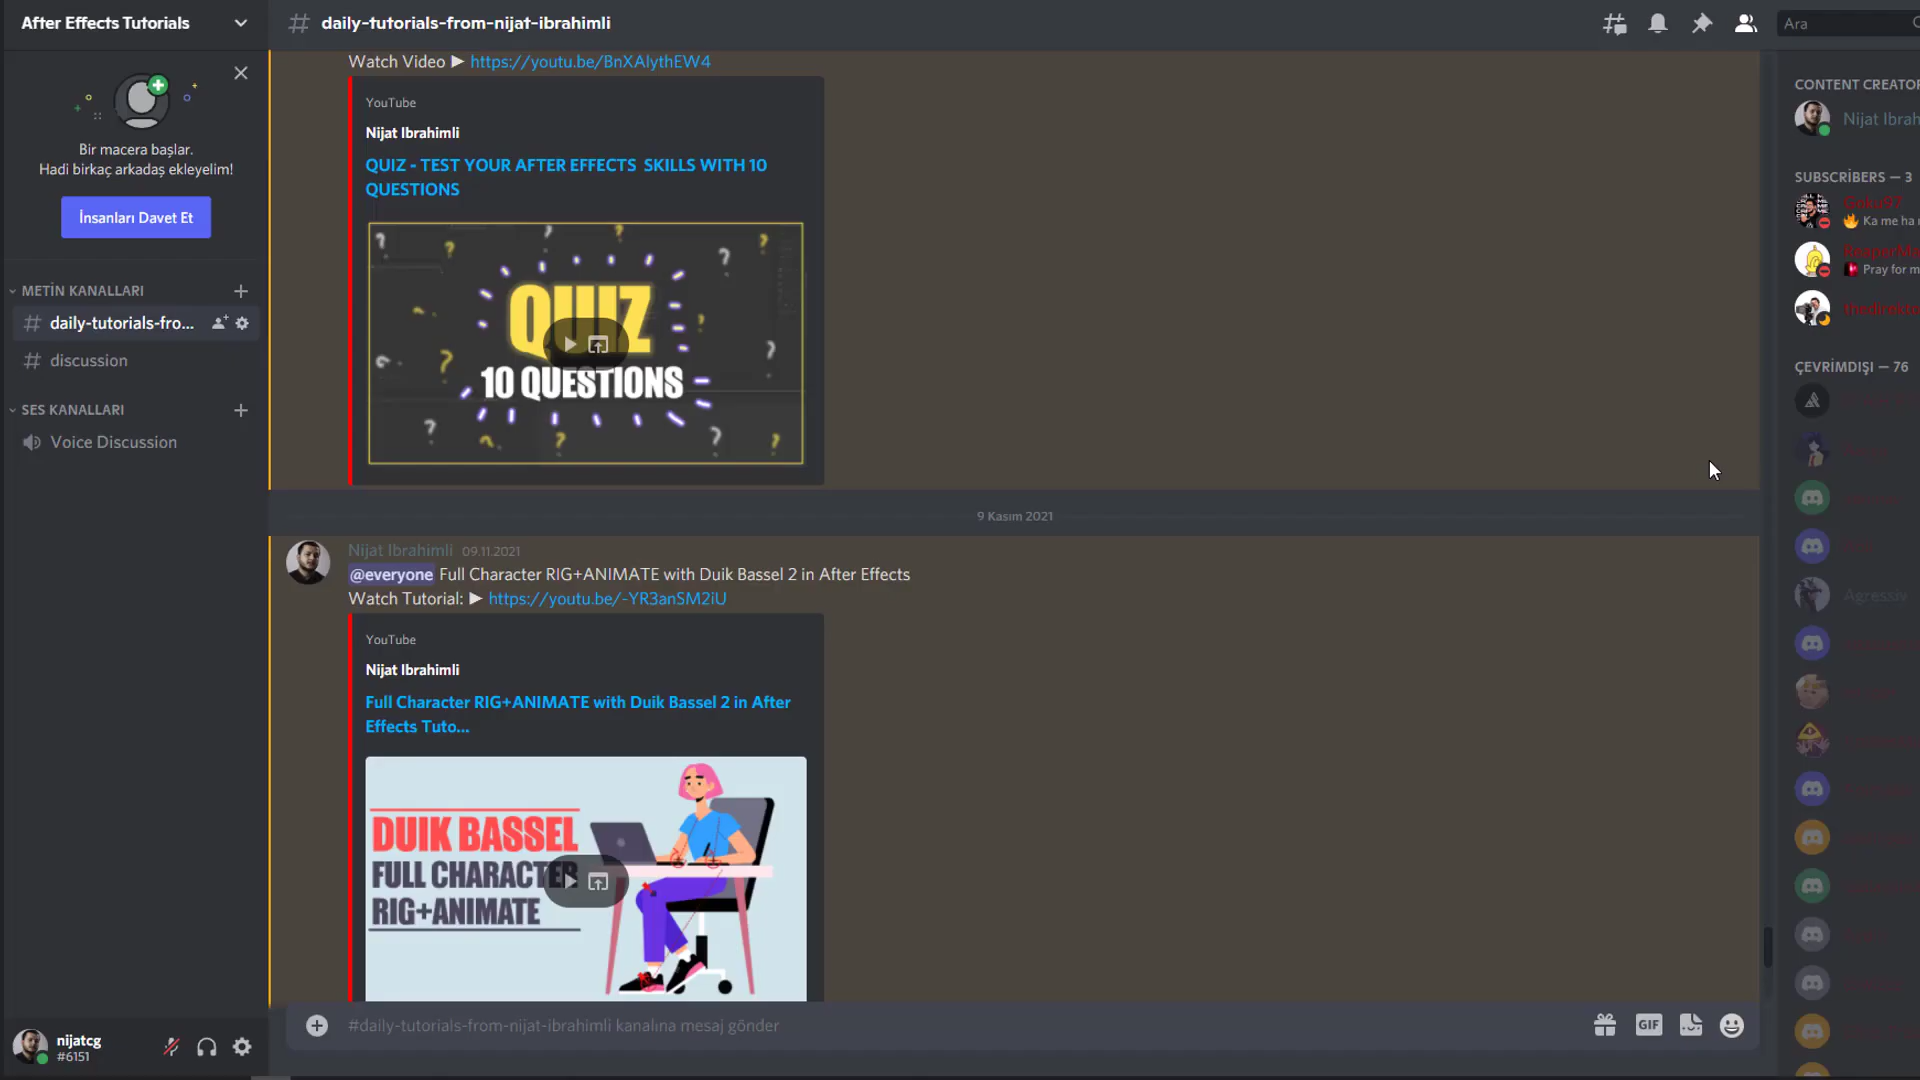 After Effects Tutorials
Bir macera başlar.
Hadi birkaç arkadaş ekleyelim!
İnsanları Davet Et
METİN KANALLARI
daily-tutorials-fro...
discussion
SES KANALLARI
Voice Discussion
nijatcg
#6151
daily-tutorials-from-nijat-ibrahimli
Ara
Watch Video ► https://youtu.be/BnXAlythEW4
YouTube
Nijat Ibrahimli
QUIZ - TEST YOUR AFTER EFFECTS SKILLS WITH 10
QUESTIONS
QUIZ
10 QUESTIONS
9 Kasım 2021
Nijat Ibrahimli 09.11.2021
@everyone Full Character RIG+ANIMATE with Duik Bassel 2 in After Effects
Watch Tutorial: ► https://youtu.be/-YR3anSM2iU
YouTube
Nijat Ibrahimli
Full Character RIG+ANIMATE with Duik Bassel 2 in After
Effects Tuto...
DUIK BASSEL
FULL CHARACTER
RIG+ANIMATE
#daily-tutorials-from-nijat-ibrahimli kanalına mesaj gönder
GIF
CONTENT CREATOR
Nijat Ibrah
SUBSCRİBERS — 3
Goku97
Ka me ha
ReaperMa
Pray for m
thedirekto
ÇEVRİMDIŞI — 76
Agressiv